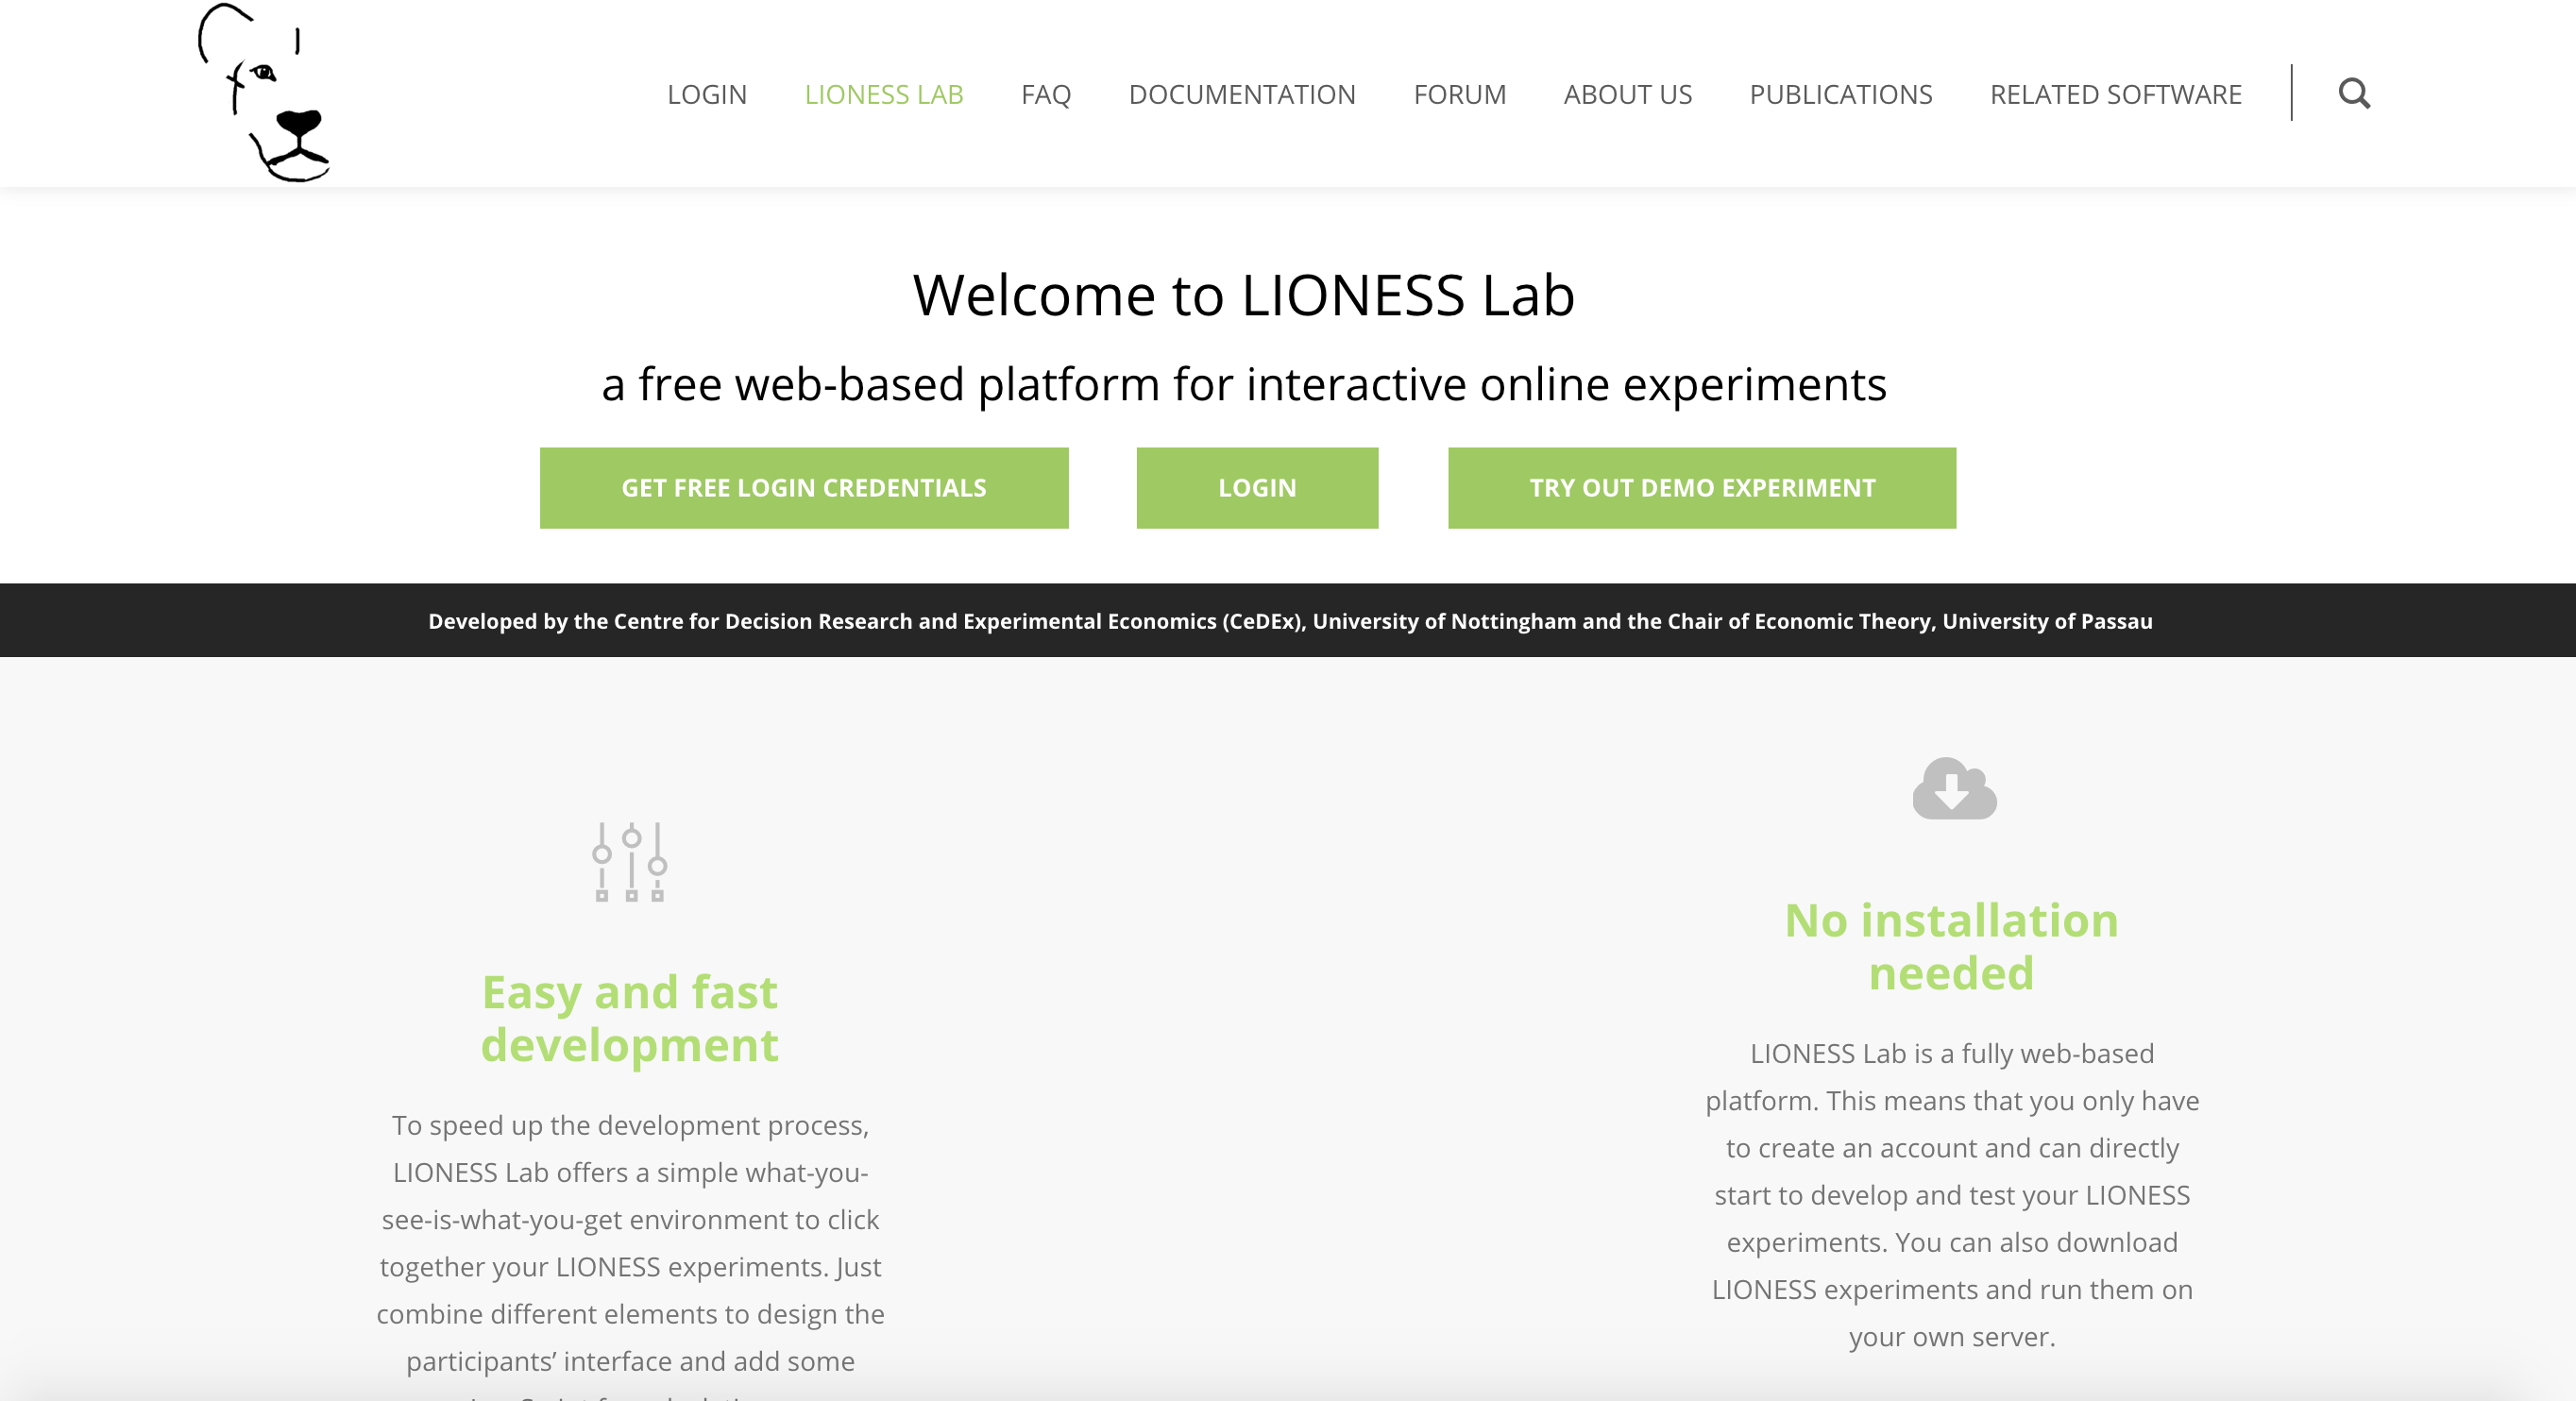 LOGIN LIONESS LAB FAQ DOCUMENTATION FORUM ABOUT US PUBLICATIONS RELATED SOFTWARE
Welcome to LIONESS Lab
a free web-based platform for interactive online experiments
GET FREE LOGIN CREDENTIALS LOGIN TRY OUT DEMO EXPERIMENT
Developed by the Centre for Decision Research and Experimental Economics (CeDEx), University of Nottingham and the Chair of Economic Theory, University of Passau
Easy and fast
development
To speed up the development process,
LIONESS Lab offers a simple what-you-
see-is-what-you-get environment to click
together your LIONESS experiments. Just
combine different elements to design the
participants’ interface and add some
No installation
needed
LIONESS Lab is a fully web-based
platform. This means that you only have
to create an account and can directly
start to develop and test your LIONESS
experiments. You can also download
LIONESS experiments and run them on
your own server.